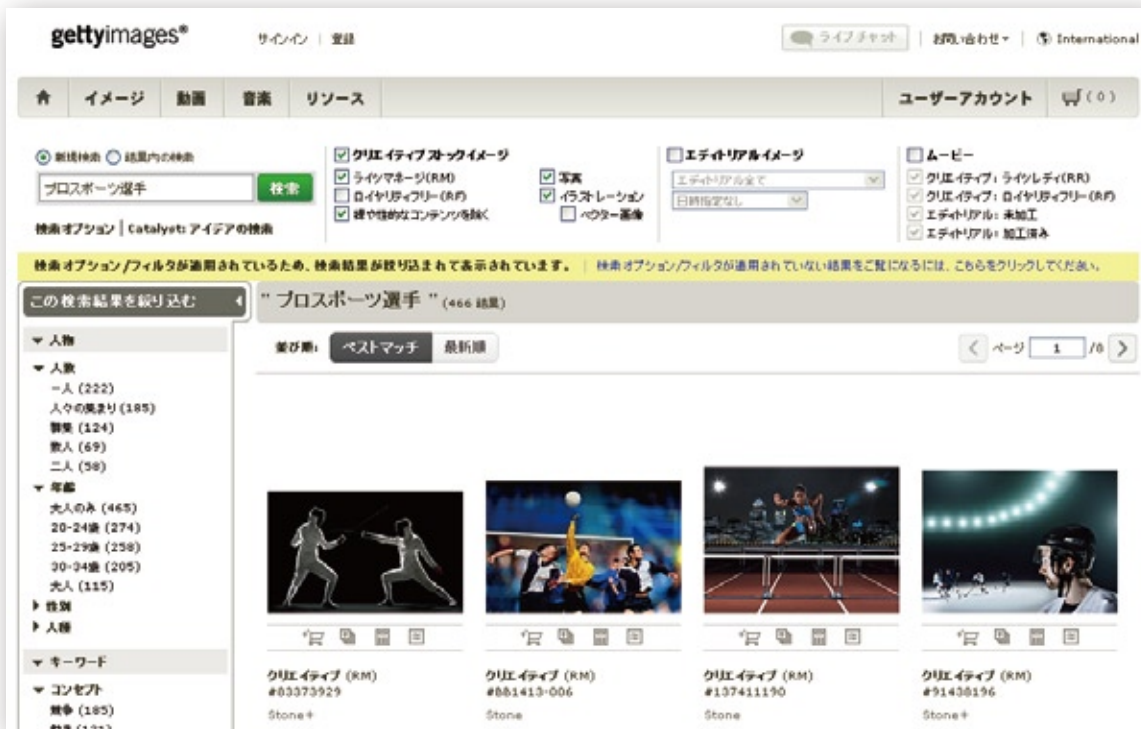 gettyimages®
サインイン | 登録
ライブチャット | お問い合わせ | International
イメージ 動画 音楽 リソース
ユーザーアカウント (0)
新規検索 結果内の検索
プロスポーツ選手
検索
検索オプション | Catalyst: アイデアの検索
クリエイティブ ストックイメージ
ライツマネージ(RM)
ロイヤリティフリー(RF)
裸や性的なコンテンツを除く
写真
イラストレーション
ベクター画像
エディトリアル イメージ
エディトリアル全て
日時指定なし
ムービー
クリエイティブ: ライツレディ(RR)
クリエイティブ: ロイヤリティフリー(RF)
エディトリアル: 未加工
エディトリアル: 加工済み
検索オプション/フィルタが適用されているため、検索結果が絞り込まれて表示されています。 | 検索オプション/フィルタが適用されていない結果をご覧になるには、こちらをクリックしてください。
この検索結果を絞り込む
" プロスポーツ選手 " (466 結果)
並び順: ベストマッチ 最新順
ページ 1 /8
人物
人数
一人 (222)
人々の集まり (185)
群集 (124)
数人 (69)
二人 (58)
年齢
大人のみ (465)
20-24歳 (274)
25-29歳 (258)
30-34歳 (205)
大人 (115)
性別
人種
キーワード
コンセプト
競争 (185)
クリエイティブ (RM)
#83373929
Stone+
クリエイティブ (RM)
#881413-006
Stone
クリエイティブ (RM)
#137411190
Stone
クリエイティブ (RM)
#91438196
Stone+